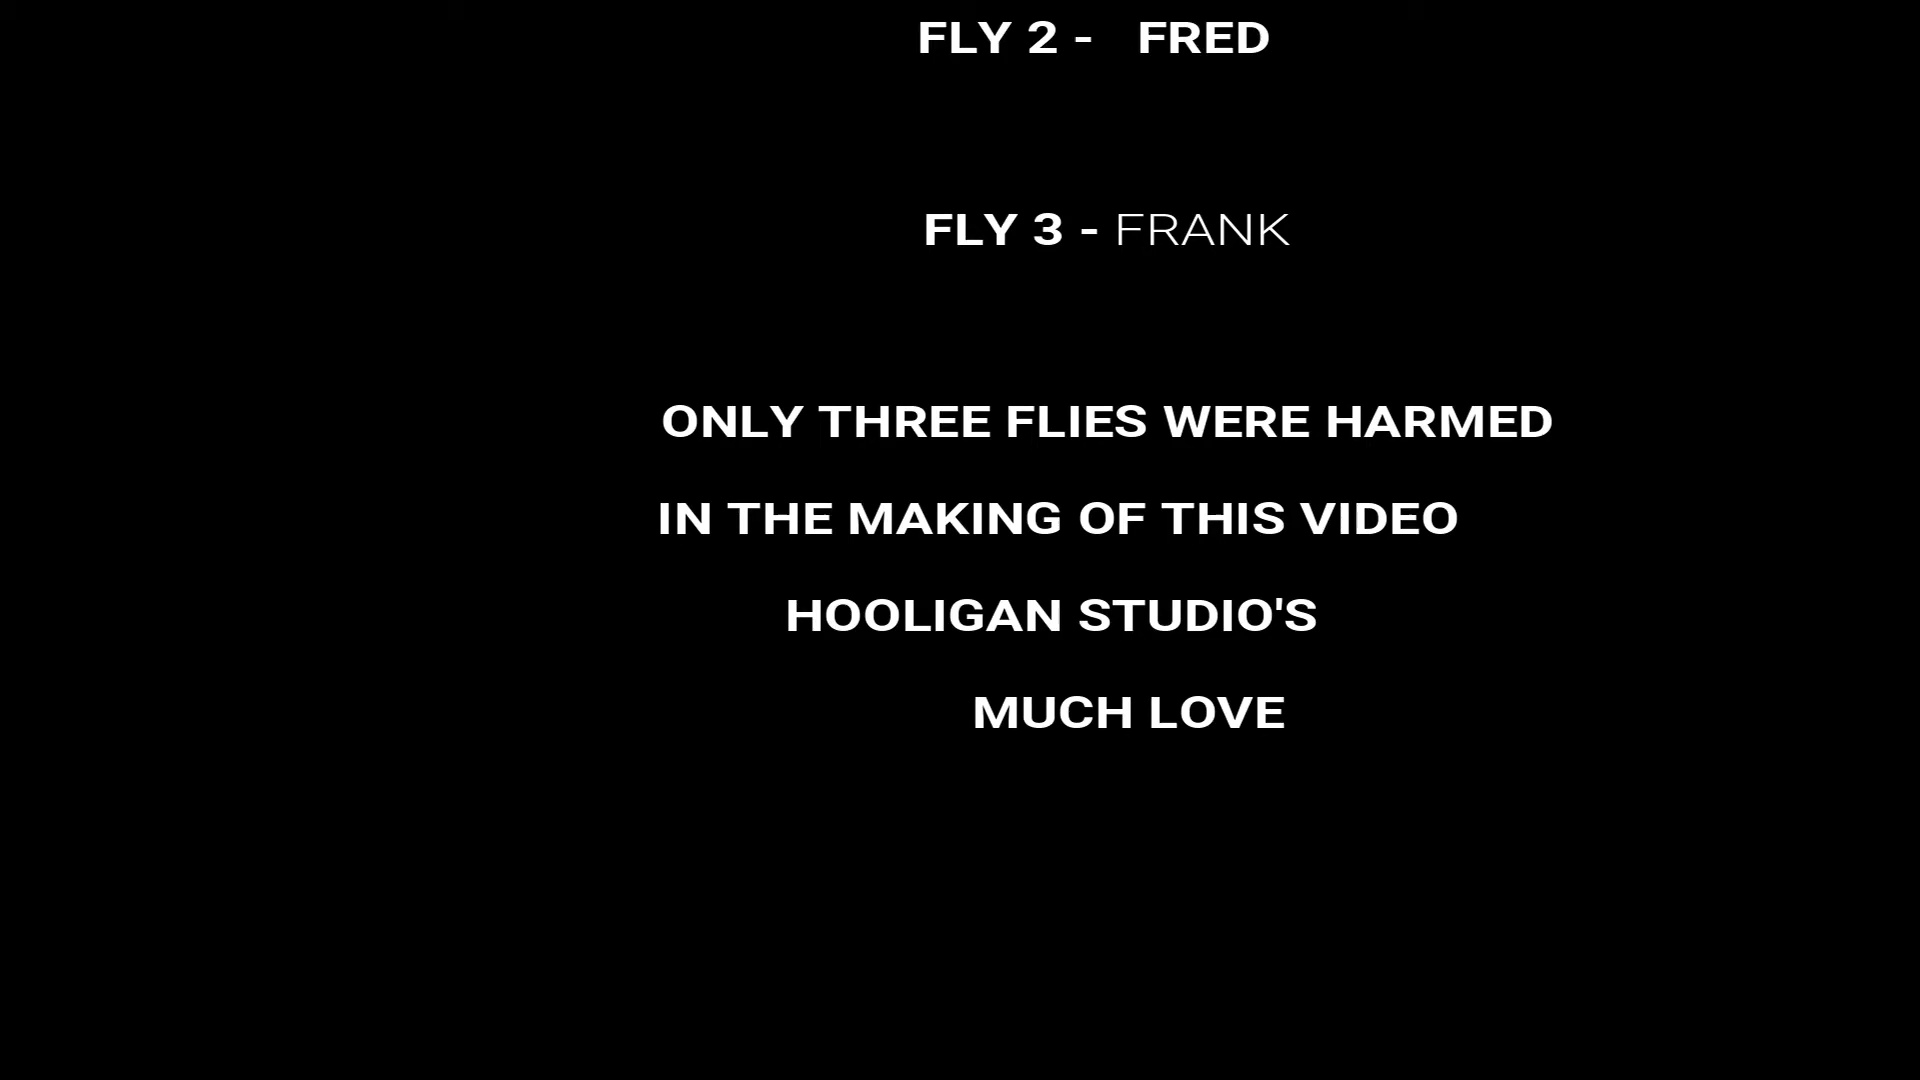 FLY 2 - FRED
FLY 3 - FRANK
ONLY THREE FLIES WERE HARMED
IN THE MAKING OF THIS VIDEO
HOOLIGAN STUDIO'S
MUCH LOVE